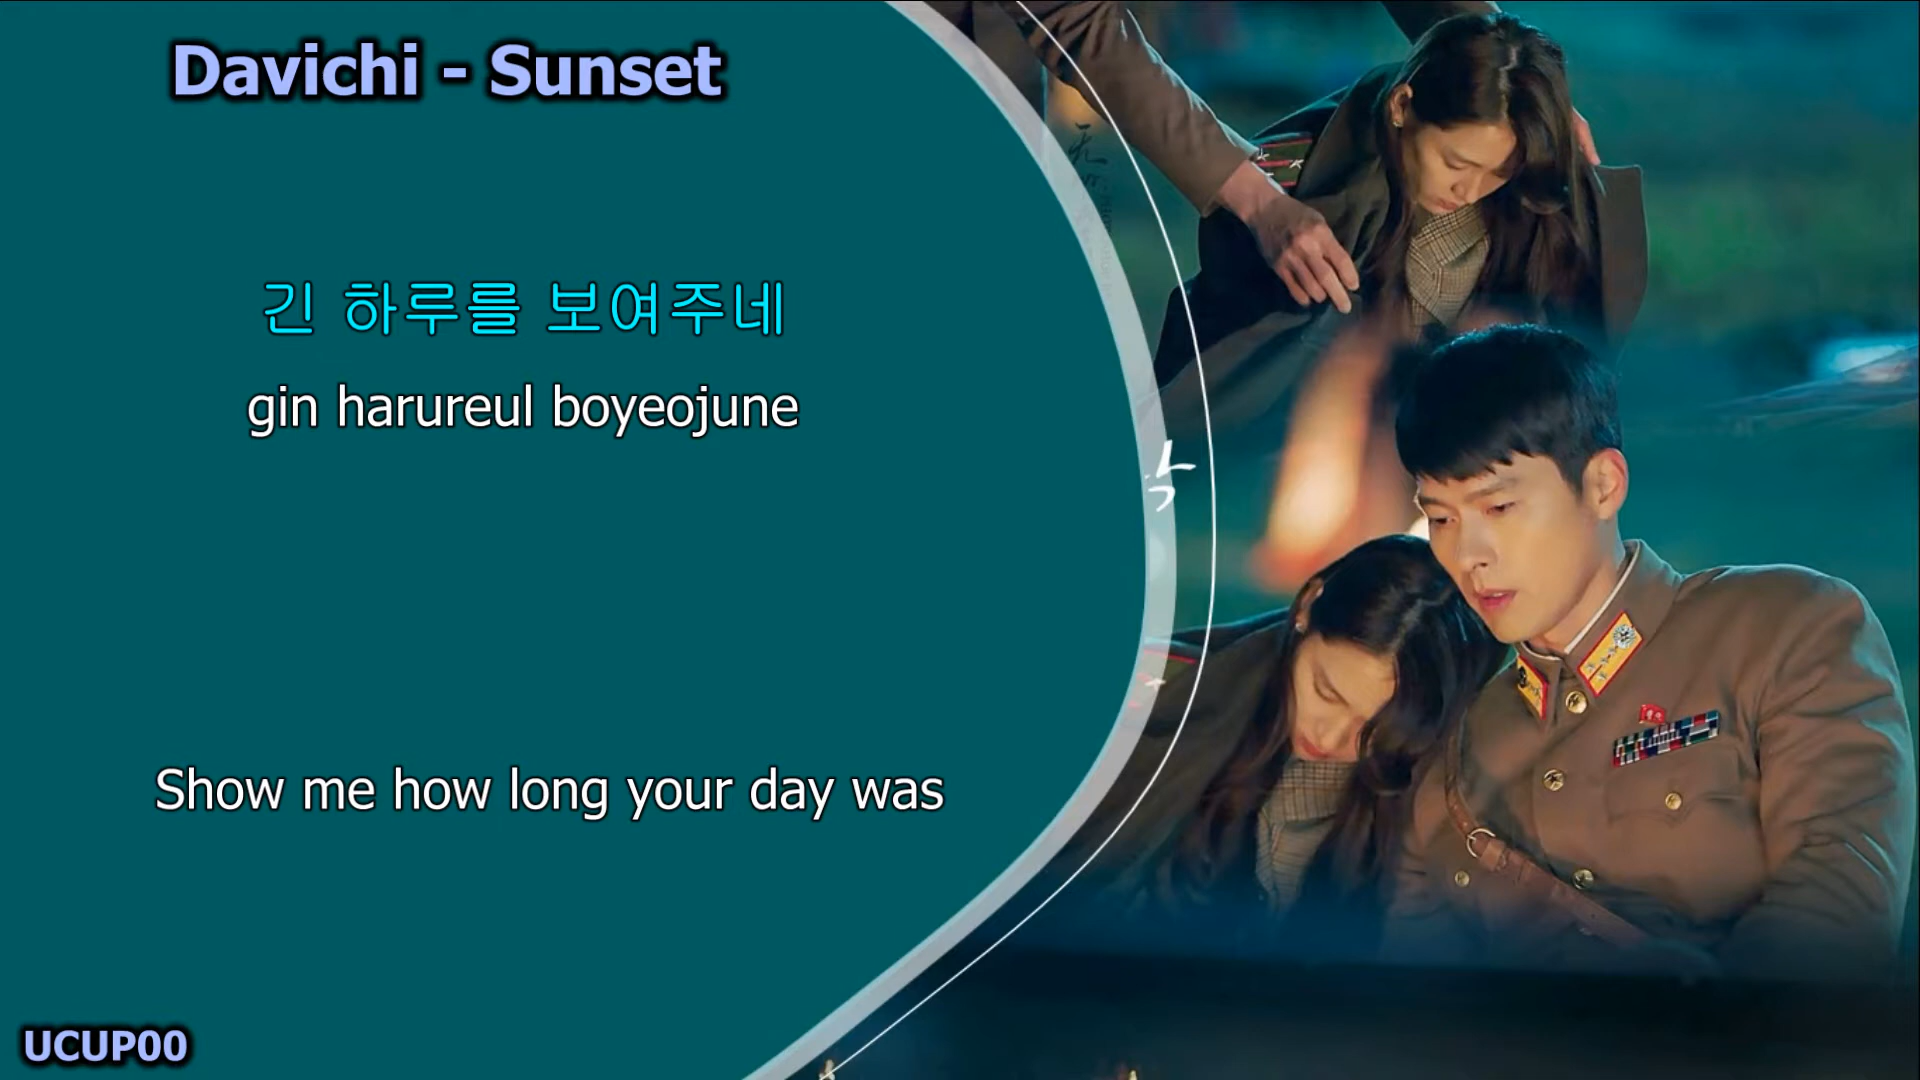 Davichi - Sunset
긴 하루를 보여주네
gin harureul boyeojune
Show me how long your day was
UCUP00